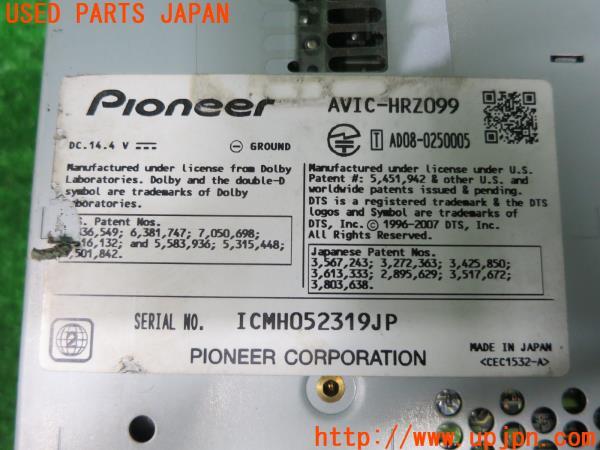 USED PARTS JAPAN
Pioneer
AVIC-HRZ099
DC.14.4 V
GROUND
T AD08-0250005
Manufactured under license from Dolby
Laboratories. Dolby and the double-D
symbol are trademarks of Dolby
Laboratories.
Manufactured under license under U.S.
Patent #: 5,451,942 & other U.S. and
worldwide patents issued & pending.
DTS is a registered trademark & the DTS
logos and Symbol are trademarks of
DTS, Inc. © 1996-2007 DTS, Inc.
All Rights Reserved.
Patent Nos.
6,381,747; 7,050,698;
and 5,583,936; 5,315,448;
Japanese Patent Nos.
3,567,243; 3,272,363; 3,425,850;
3,613,333; 2,895,629; 3,517,672;
3,803,638.
2
SERIAL NO. ICMH052319JP
PIONEER CORPORATION
MADE IN JAPAN
<CEC1532-A>
UPJ
http://www.upjpn.com